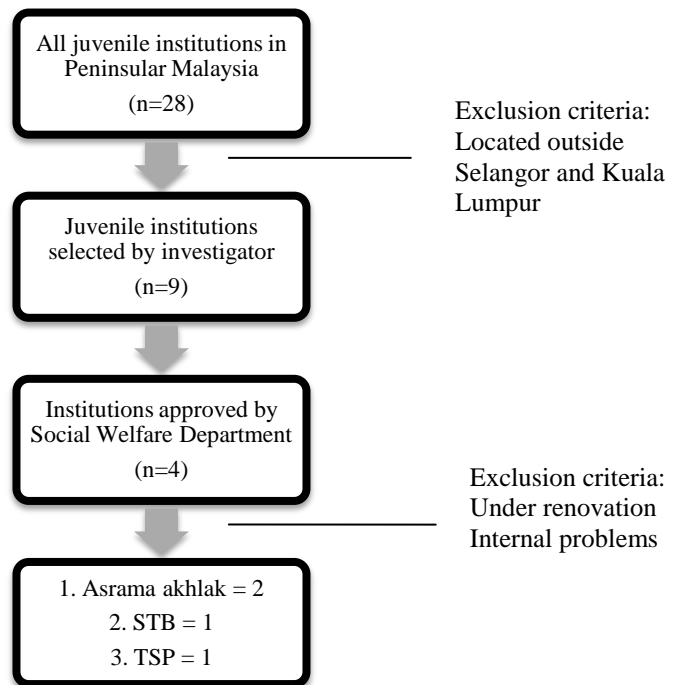 All juvenile institutions in
Peninsular Malaysia
(n=28)
Exclusion criteria:
Located outside
Selangor and Kuala
Lumpur
Juvenile institutions
selected by investigator
(n=9)
Institutions approved by
Social Welfare Department
(n=4)
Exclusion criteria:
Under renovation
Internal problems
1. Asrama akhlak = 2
2. STB = 1
3. TSP = 1